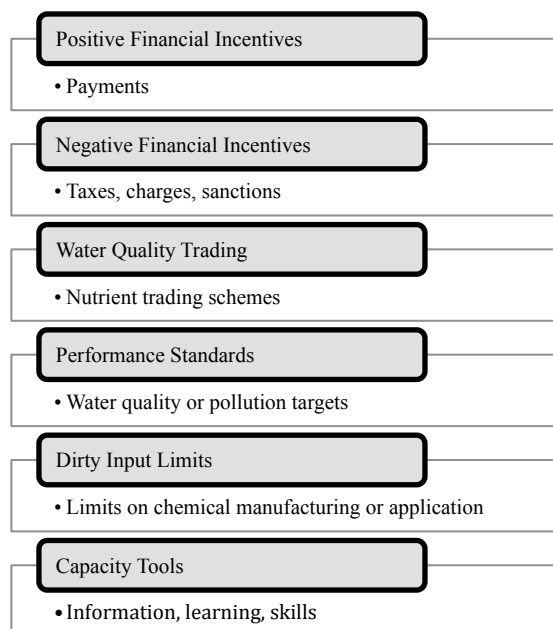 Positive Financial Incentives
• Payments
Negative Financial Incentives
• Taxes, charges, sanctions
Water Quality Trading
• Nutrient trading schemes
Performance Standards
• Water quality or pollution targets
Dirty Input Limits
• Limits on chemical manufacturing or application
Capacity Tools
• Information, learning, skills